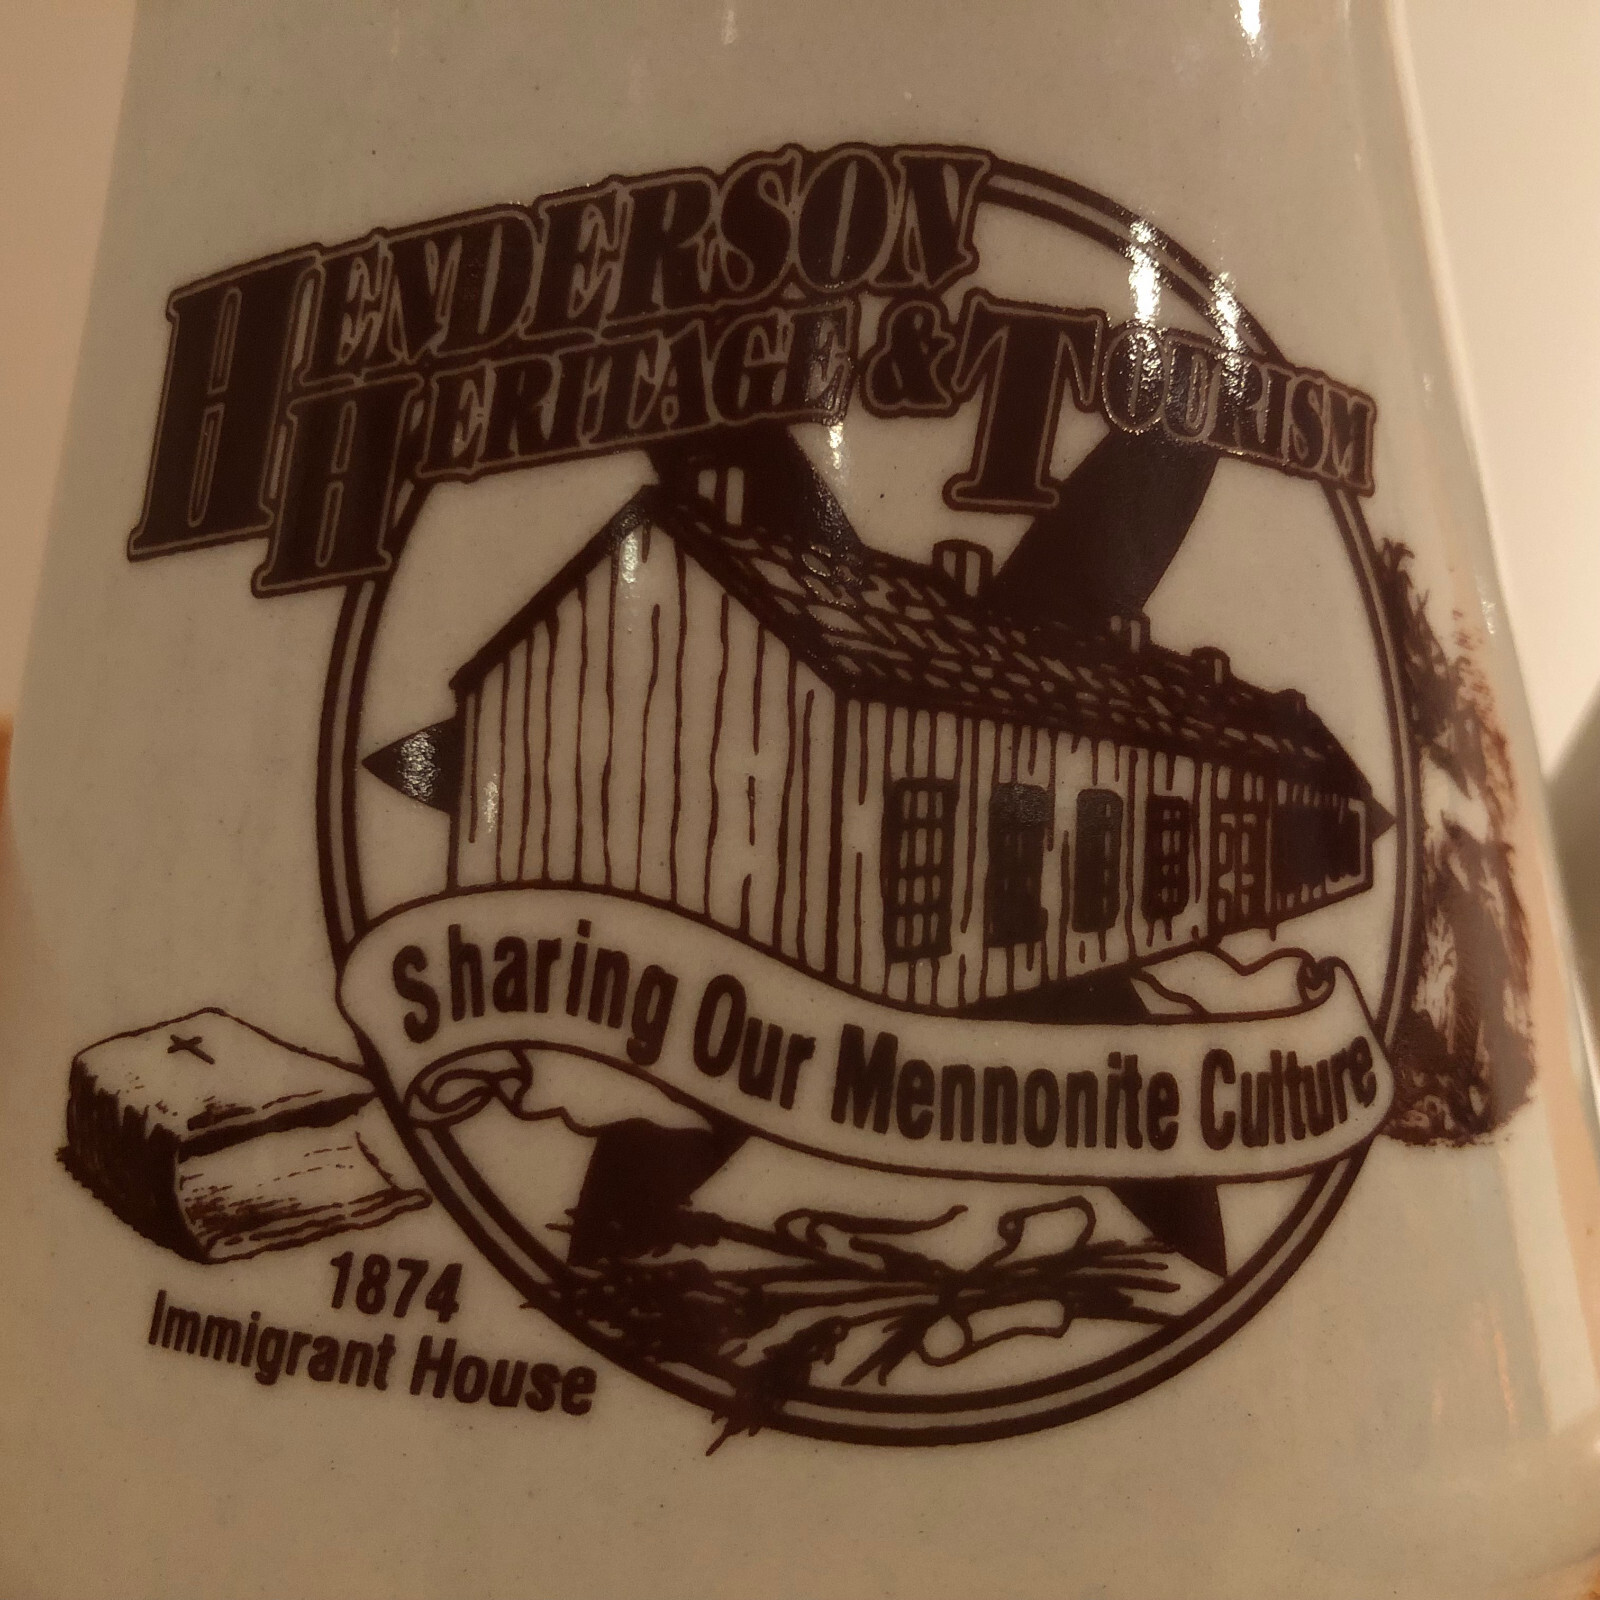 HENDERSON
HERITAGE & TOURISM
Sharing Our Mennonite Culture
1874
Immigrant House